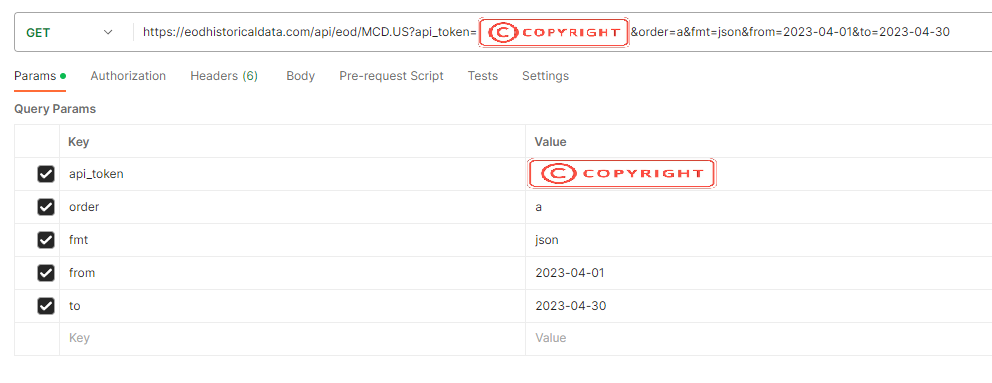 GET https://eodhistoricaldata.com/api/eod/MCD.US?api_token= © COPYRIGHT &order=a&fmt=json&from=2023-04-01&to=2023-04-30
Params Authorization Headers (6) Body Pre-request Script Tests Settings
Query Params
Key Value
api_token © COPYRIGHT
order a
fmt json
from 2023-04-01
to 2023-04-30
Key Value